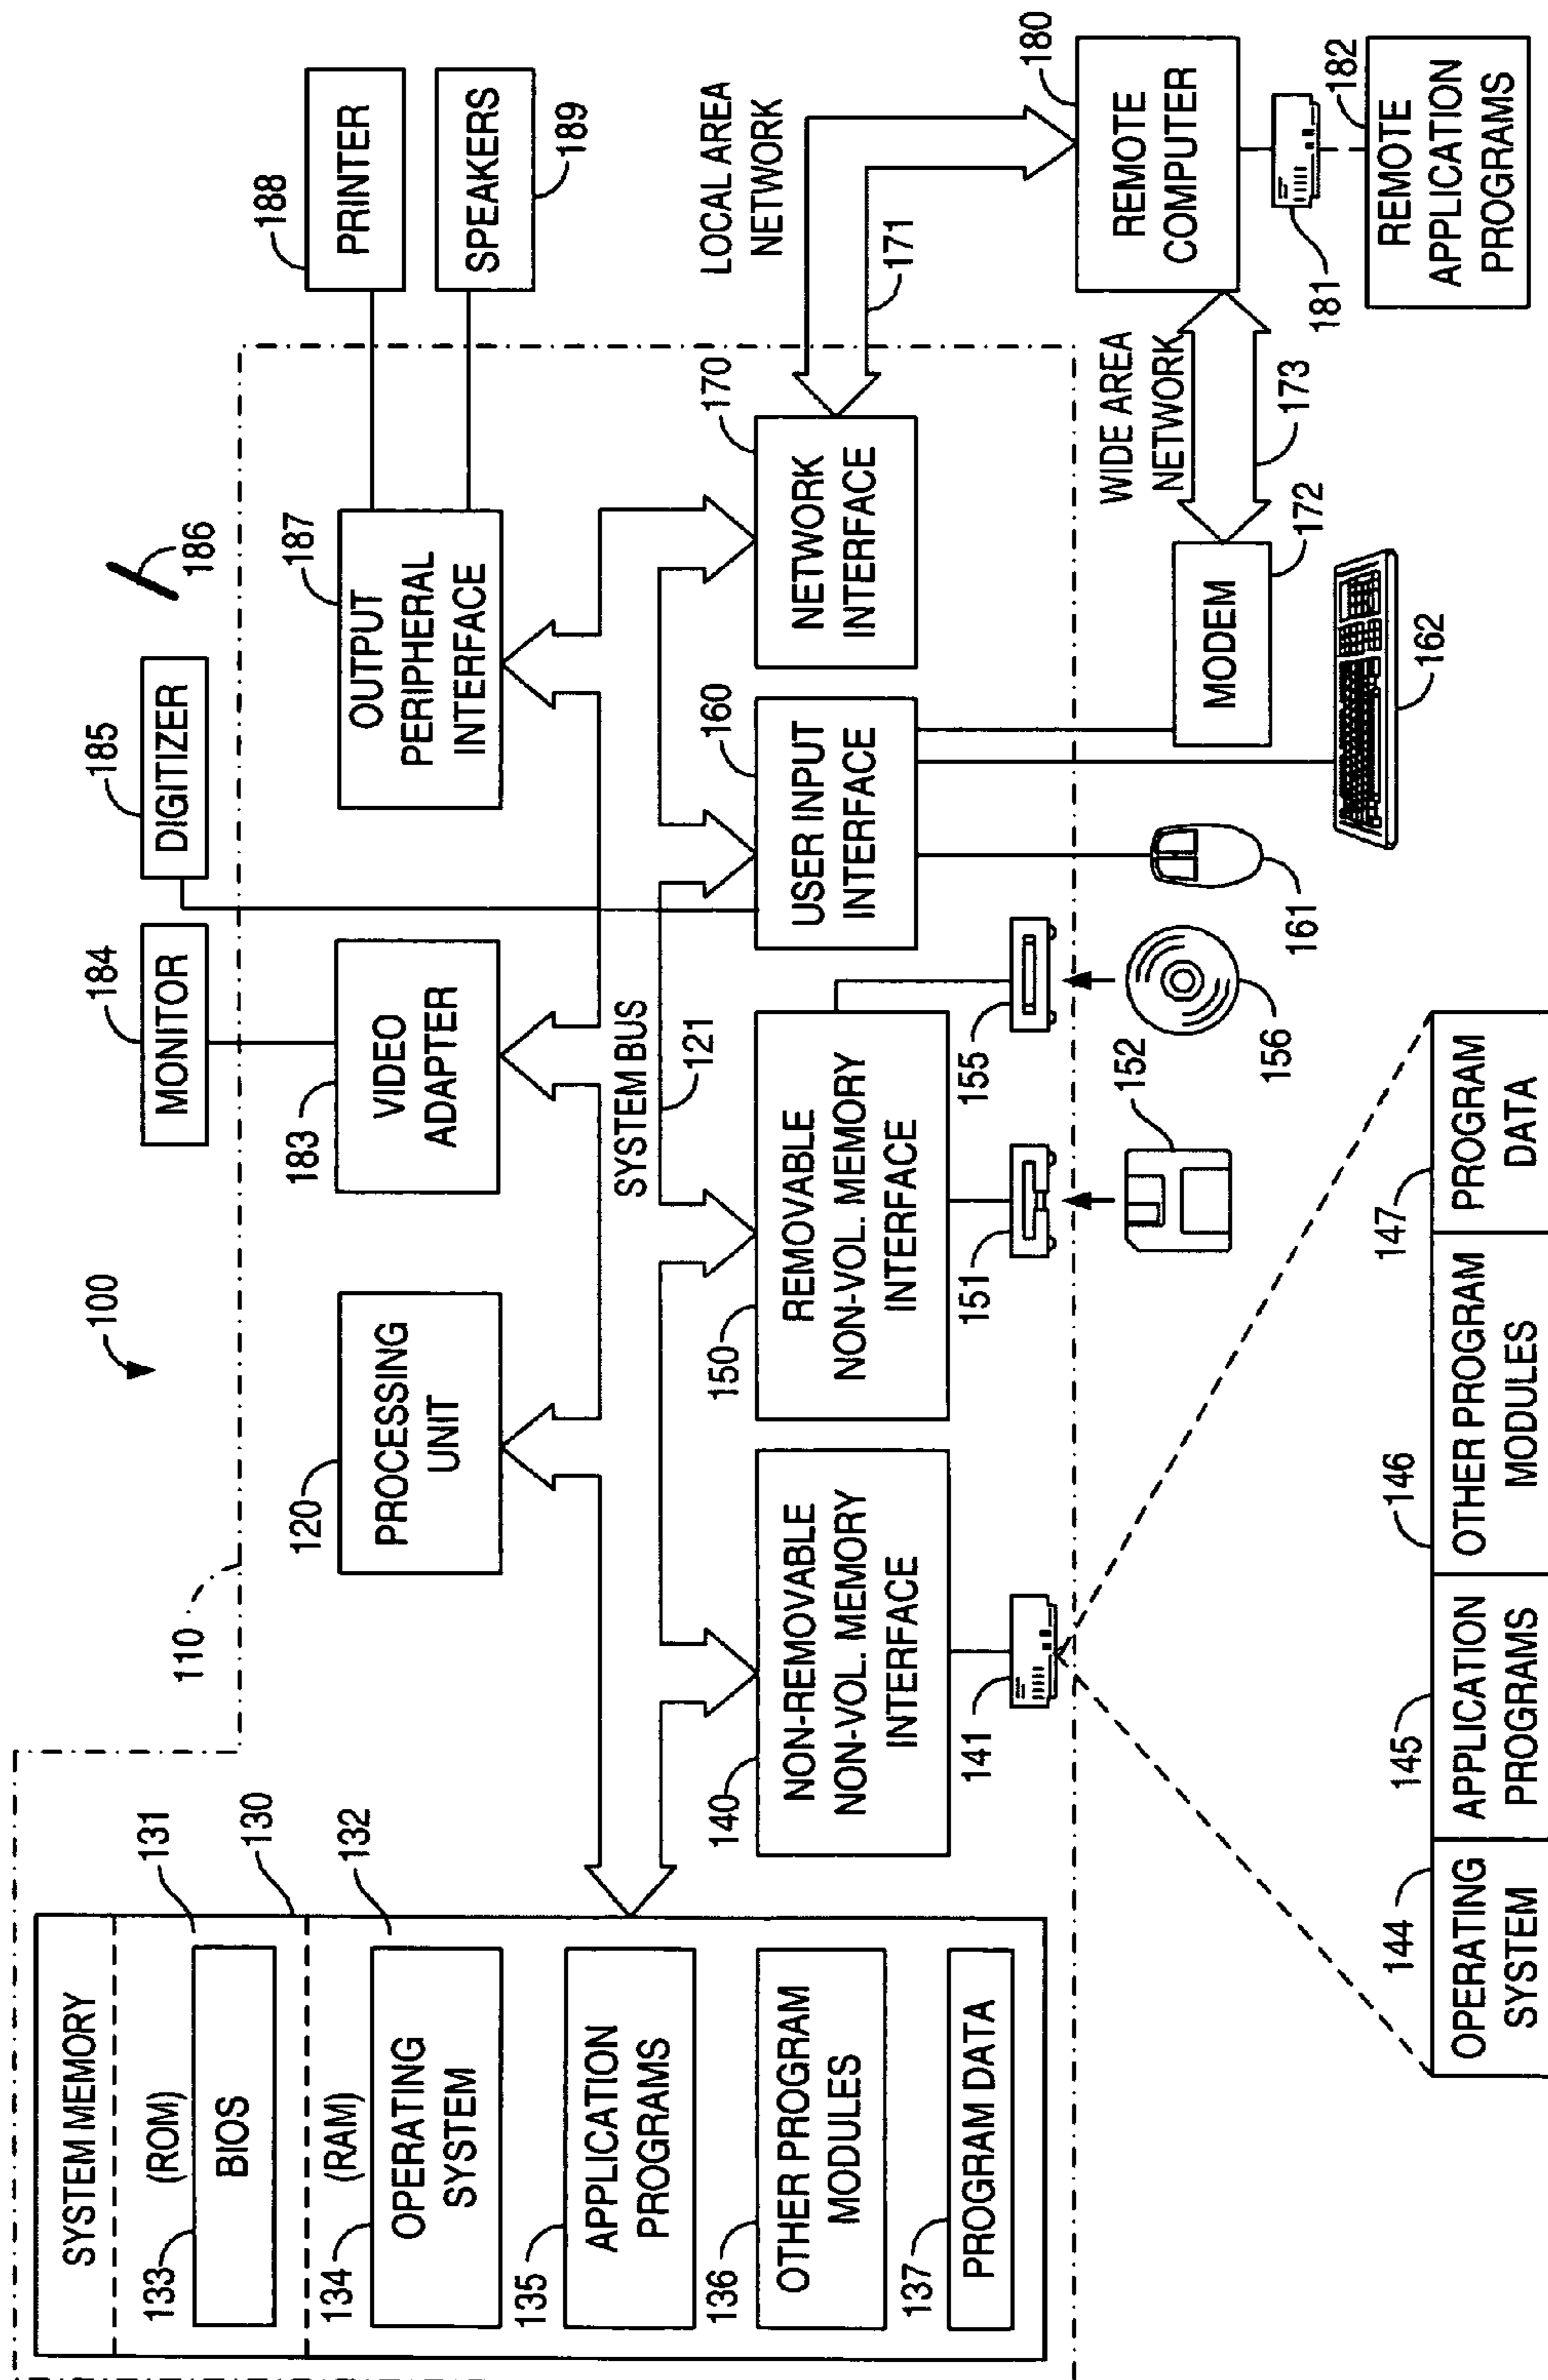 100
110
SYSTEM MEMORY
(ROM)
131
133
BIOS
130
(RAM)
132
134
OPERATING
SYSTEM
135
APPLICATION
PROGRAMS
136
OTHER PROGRAM
MODULES
137
PROGRAM DATA
120
PROCESSING
UNIT
183
VIDEO
ADAPTER
184
MONITOR
185
DIGITIZER
186
187
OUTPUT
PERIPHERAL
INTERFACE
188
PRINTER
SPEAKERS
189
SYSTEM BUS
121
140
NON-REMOVABLE
NON-VOL. MEMORY
INTERFACE
141
150
REMOVABLE
NON-VOL. MEMORY
INTERFACE
151
155
152
156
160
USER INPUT
INTERFACE
161
162
170
NETWORK
INTERFACE
LOCAL AREA
NETWORK
171
WIDE AREA
NETWORK
173
172
MODEM
180
REMOTE
COMPUTER
181
182
REMOTE
APPLICATION
PROGRAMS
144
OPERATING
SYSTEM
145
APPLICATION
PROGRAMS
146
OTHER PROGRAM
MODULES
147
PROGRAM
DATA